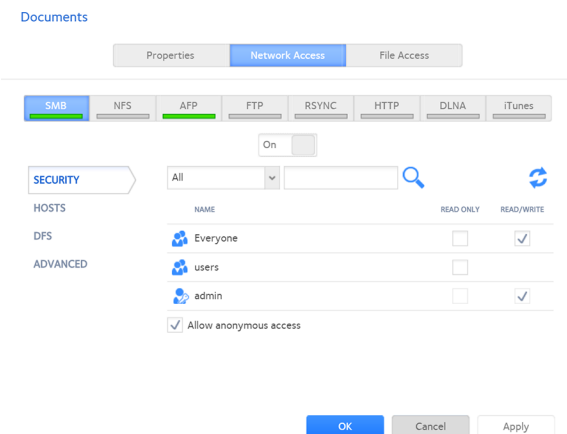 Documents
Properties Network Access File Access
SMB NFS AFP FTP RSYNC HTTP DLNA iTunes
On
SECURITY All
HOSTS NAME READ ONLY READ/WRITE
Everyone
DFS
users
ADVANCED
admin
Allow anonymous access
OK Cancel Apply